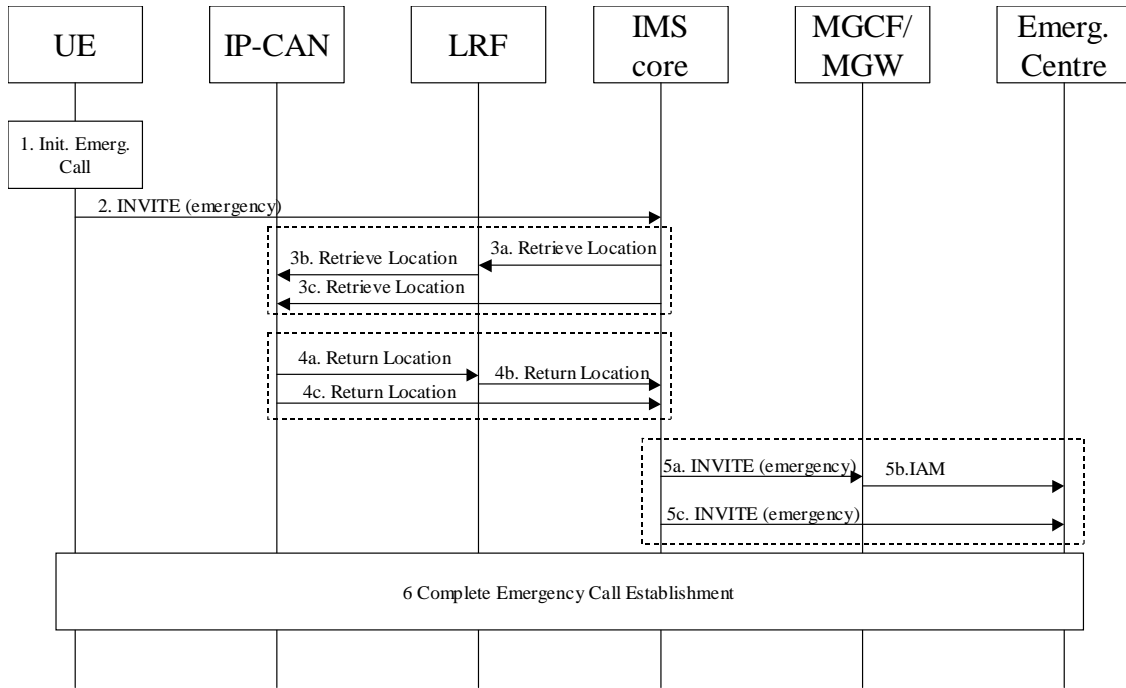 UE
IP-CAN
LRF
IMS
core
MGCF/
MGW
Emerg.
Centre
1. Init. Emerg.
Call
2. INVITE (emergency)
3a. Retrieve Location
3b. Retrieve Location
3c. Retrieve Location
4a. Return Location
4b. Return Location
4c. Return Location
5a. INVITE (emergency)
5b.IAM
5c. INVITE (emergency)
6 Complete Emergency Call Establishment